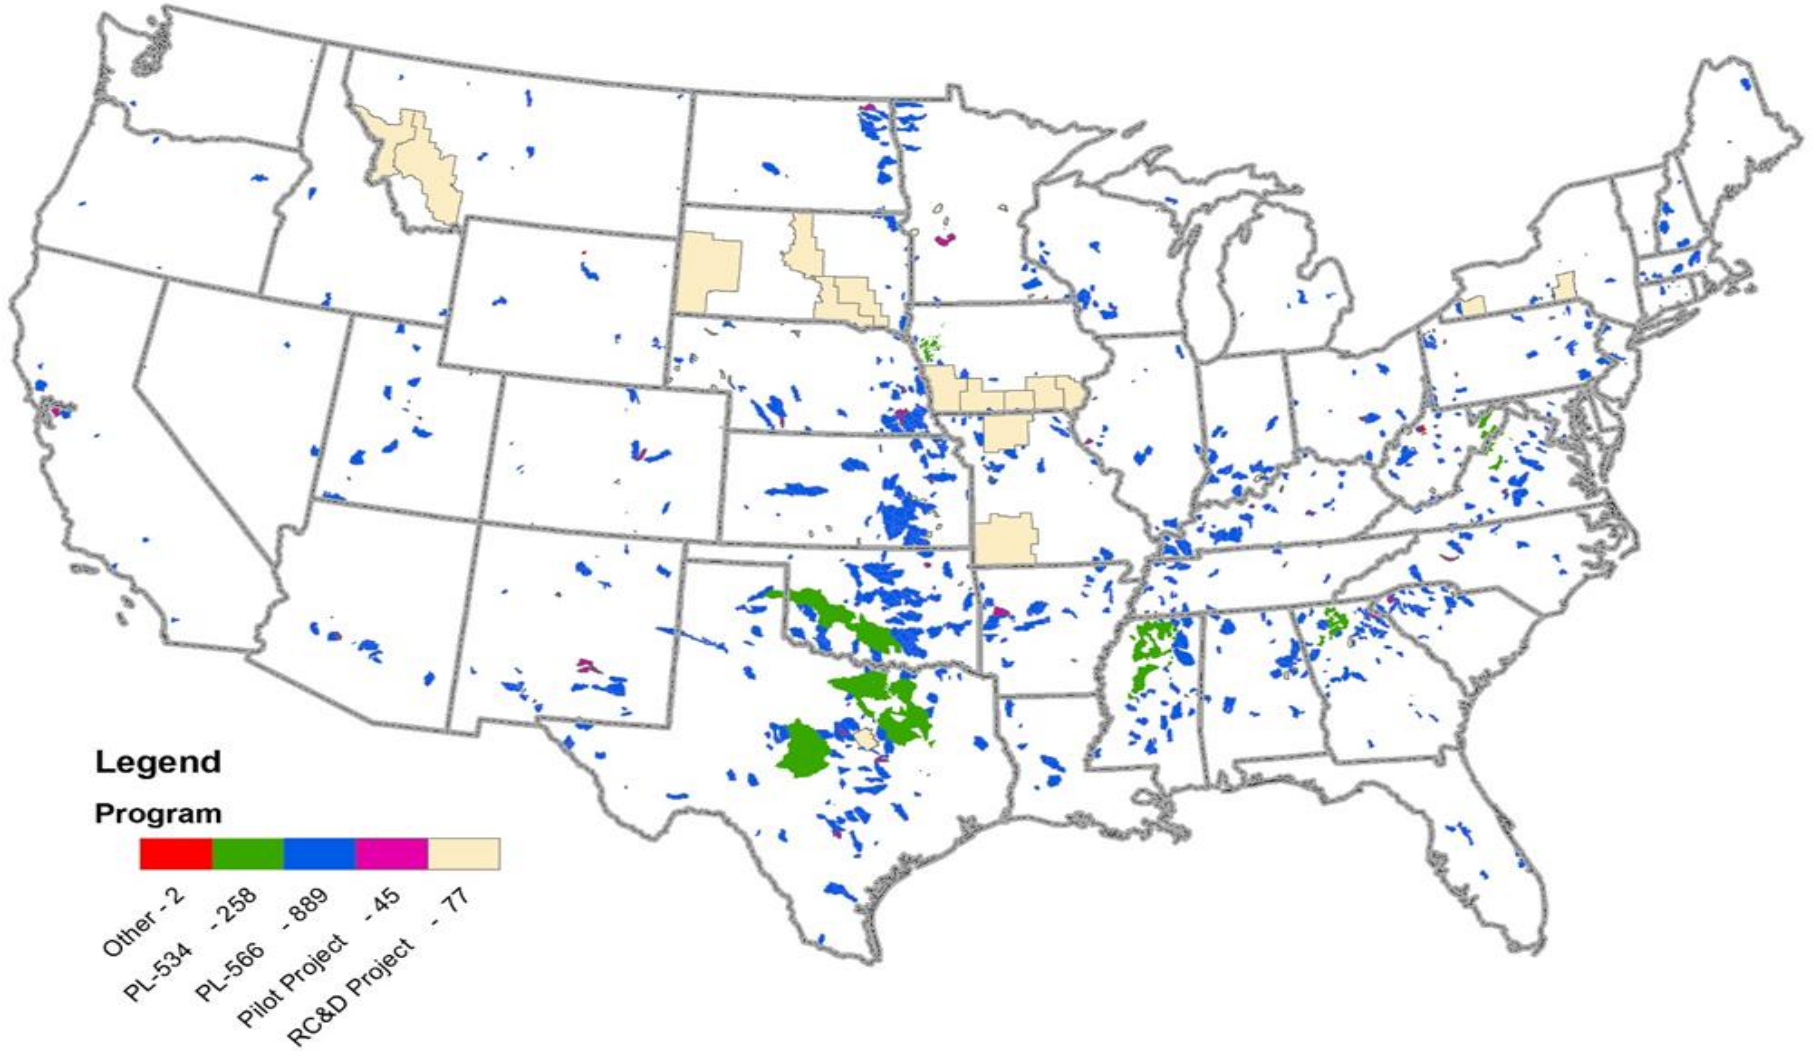 Legend
Program
Other - 2
PL-534 - 258
PL-566 - 889
Pilot Project - 45
RC&D Project - 77